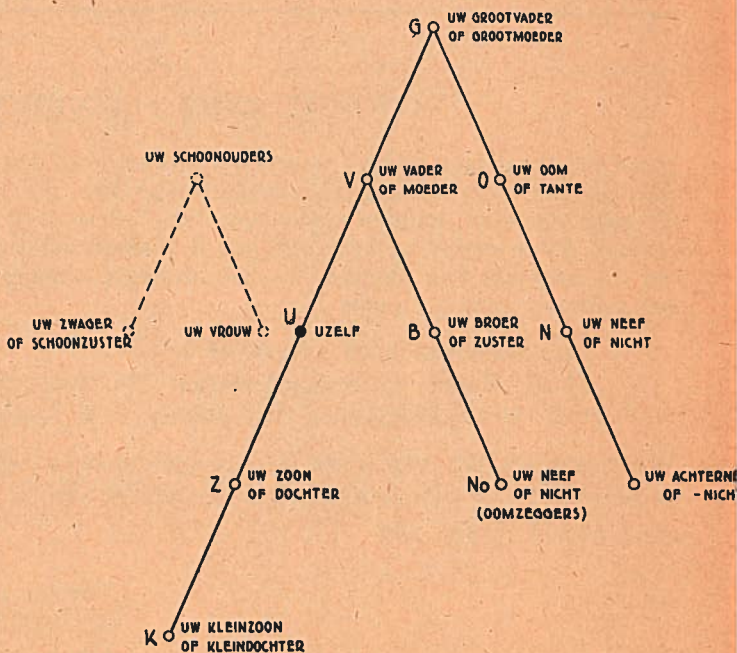 G UW GROOTVADER
OF GROOTMOEDER
UW SCHOONOUDERS
V UW VADER
OF MOEDER
O UW OOM
OF TANTE
UW ZWAGER
OF SCHOONZUSTER
UW VROUW
U UZELF
B UW BROER
OF ZUSTER
N UW NEEF
OF NICHT
Z UW ZOON
OF DOCHTER
No UW NEEF
OF NICHT
(OOMZEGGERS)
UW ACHTERNE
OF - NICH
K UW KLEINZOON
OF KLEINDOCHTER